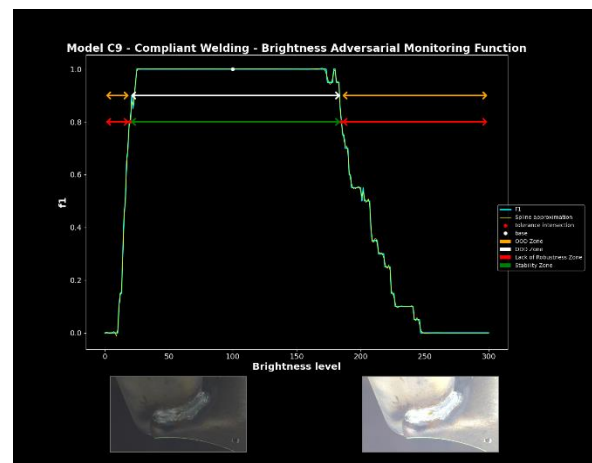 Model C9 - Compliant Welding - Brightness Adversarial Monitoring Function
1.0
0.8
0.6
0.4
0.2
0.0
f1
0
50
100
150
200
250
300
Brightness level
F1
Spline approximation
tolerance intersection
base
OOD Zone
ODD Zone
Lack of Robustness Zone
Stability Zone